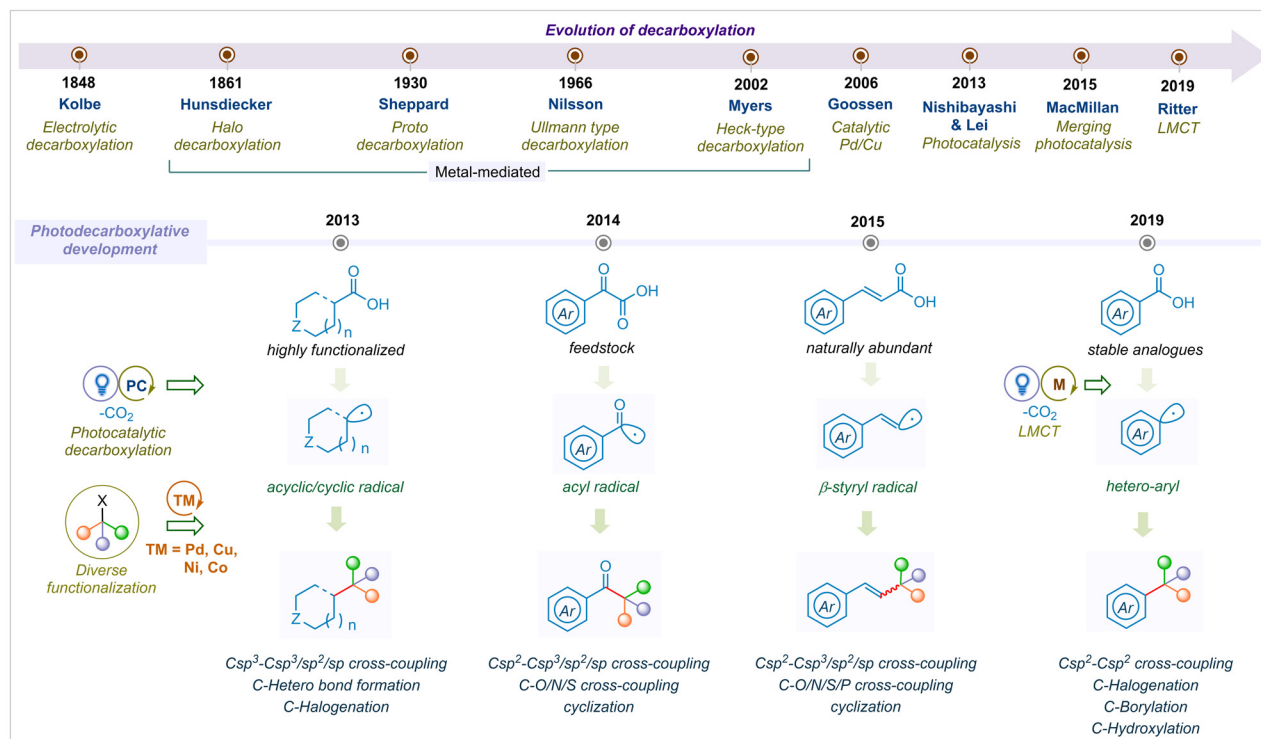 Evolution of decarboxylation
1848
Kolbe
Electrolytic
decarboxylation
1861
Hunsdiecker
Halo
decarboxylation
1930
Sheppard
Proto
decarboxylation
1966
Nilsson
Ullmann type
decarboxylation
2002
Myers
Heck-type
decarboxylation
2006
Goossen
Catalytic
Pd/Cu
2013
Nishibayashi
& Lei
Photocatalysis
2015
MacMillan
Merging
photocatalysis
2019
Ritter
LMCT
Metal-mediated
Photodecarboxylative
development
2013
2014
2015
2019
O
OH
Z
( )n
highly functionalized
O
OH
O
Ar
feedstock
O
OH
Ar
naturally abundant
O
OH
Ar
stable analogues
PC
-CO2
Photocatalytic
decarboxylation
M
-CO2
LMCT
Z
( )n
acyclic/cyclic radical
O
Ar
acyl radical
Ar
β-styryl radical
Ar
hetero-aryl
X
Diverse
functionalization
TM
TM = Pd, Cu,
Ni, Co
Z
( )n
O
Ar
Ar
Ar
Csp³-Csp³/sp²/sp cross-coupling
C-Hetero bond formation
C-Halogenation
Csp²-Csp³/sp²/sp cross-coupling
C-O/N/S cross-coupling
cyclization
Csp²-Csp³/sp²/sp cross-coupling
C-O/N/S/P cross-coupling
cyclization
Csp²-Csp² cross-coupling
C-Halogenation
C-Borylation
C-Hydroxylation